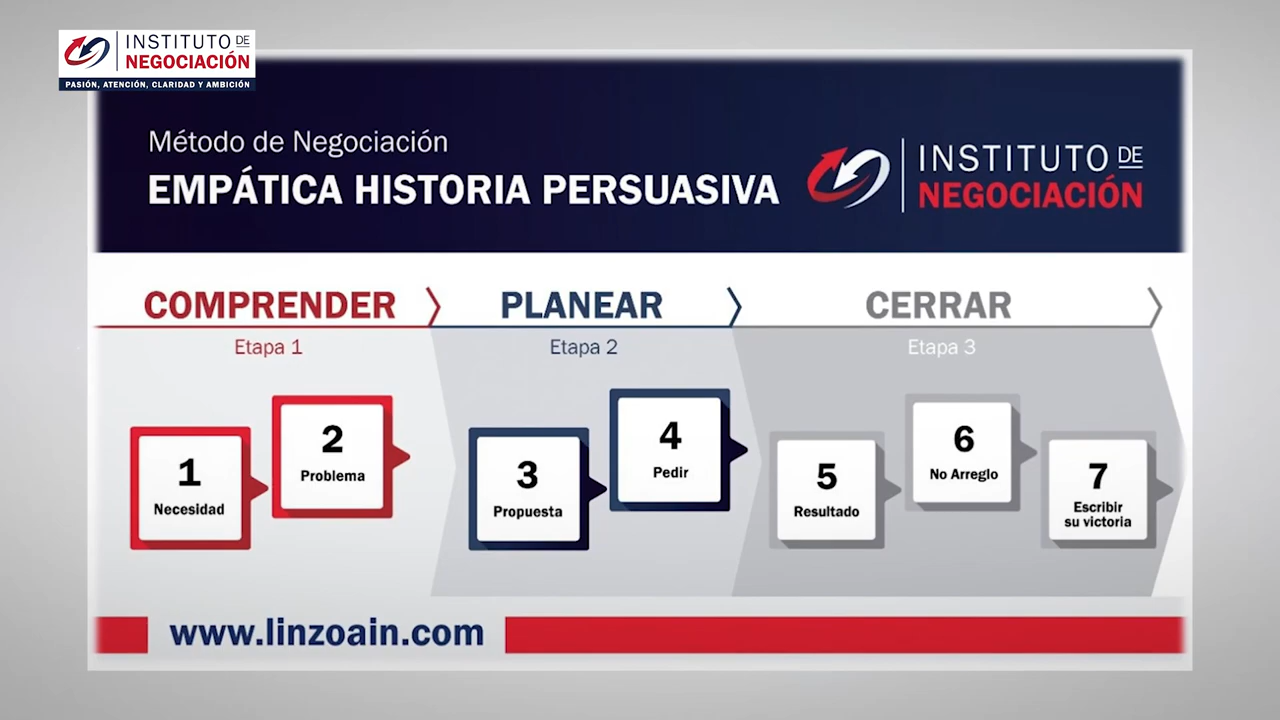 INSTITUTO DE
NEGOCIACIÓN
PASIÓN, ATENCIÓN, CLARIDAD Y AMBICIÓN
Método de Negociación
EMPÁTICA HISTORIA PERSUASIVA
INSTITUTO DE
NEGOCIACIÓN
COMPRENDER
PLANEAR
CERRAR
Etapa 1
Etapa 2
Etapa 3
1
Necesidad
2
Problema
3
Propuesta
4
Pedir
5
Resultado
6
No Arreglo
7
Escribir
su victoria
www.linzoain.com